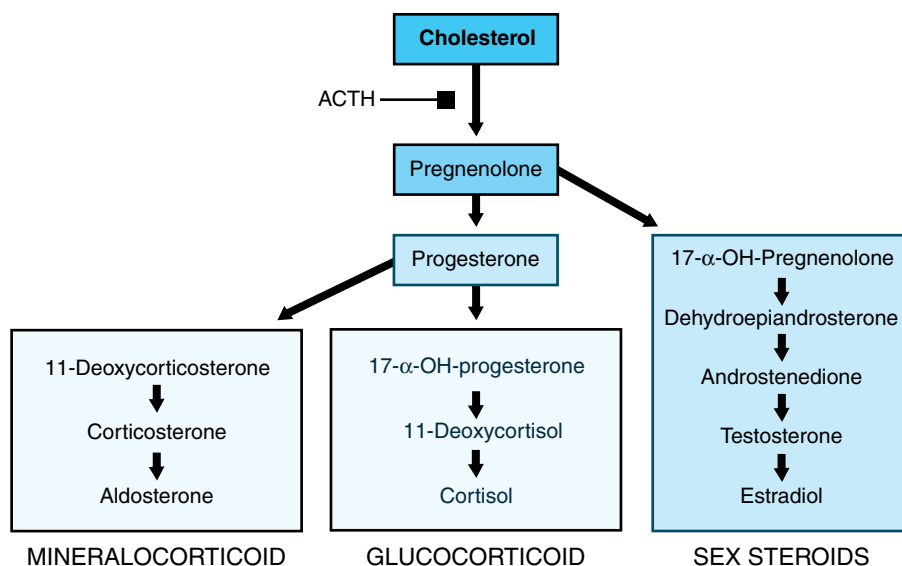 Cholesterol
ACTH
Pregnenolone
Progesterone
11-Deoxycorticosterone
Corticosterone
Aldosterone
MINERALOCORTICOID
17-α-OH-progesterone
11-Deoxycortisol
Cortisol
GLUCOCORTICOID
17-α-OH-Pregnenolone
Dehydroepiandrosterone
Androstenedione
Testosterone
Estradiol
SEX STEROIDS